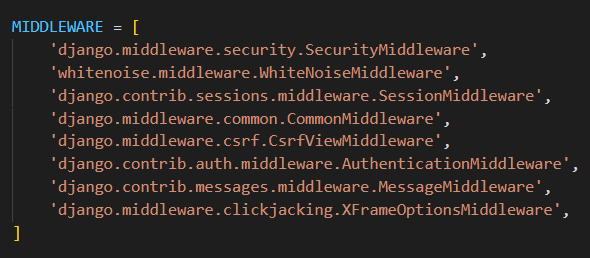 MIDDLEWARE = [
    'django.middleware.security.SecurityMiddleware',
    'whitenoise.middleware.WhiteNoiseMiddleware',
    'django.contrib.sessions.middleware.SessionMiddleware',
    'django.middleware.common.CommonMiddleware',
    'django.middleware.csrf.CsrfViewMiddleware',
    'django.contrib.auth.middleware.AuthenticationMiddleware',
    'django.contrib.messages.middleware.MessageMiddleware',
    'django.middleware.clickjacking.XFrameOptionsMiddleware',
]